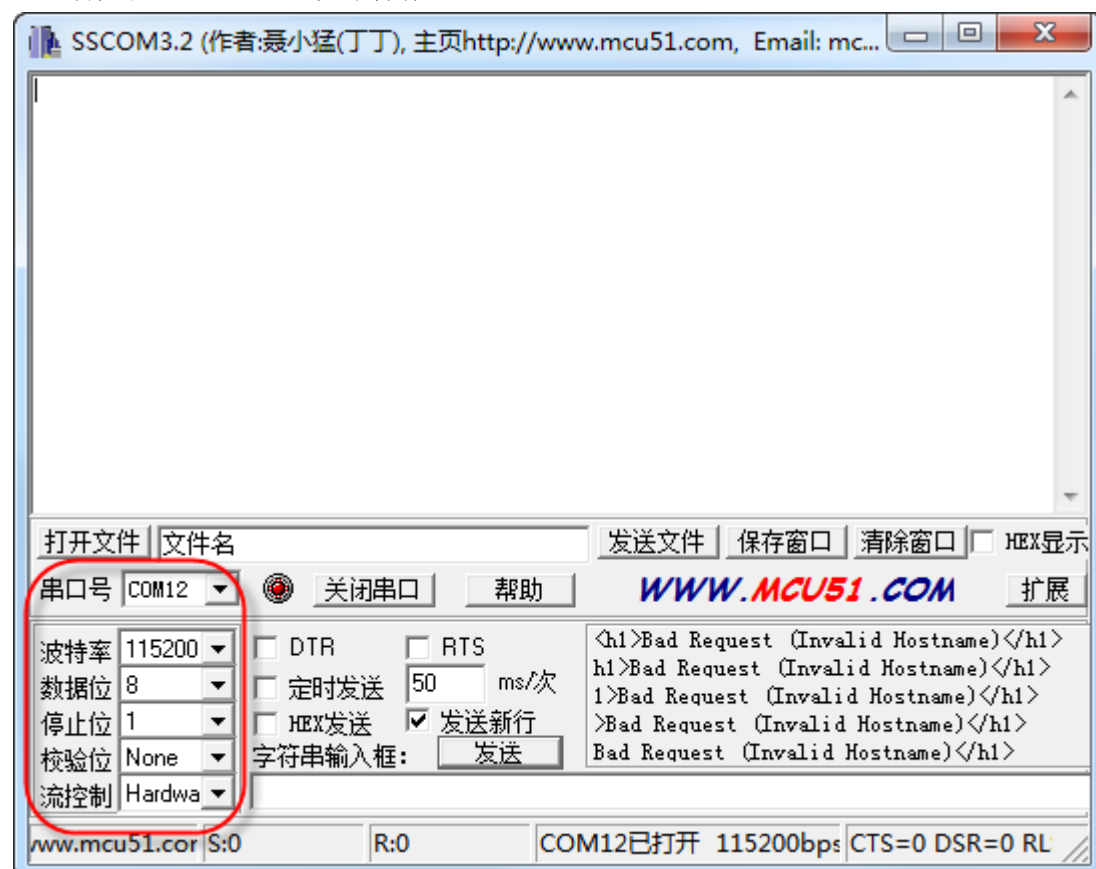 SSCOM3.2 (作者:聂小猛(丁丁), 主页http://www.mcu51.com, Email: mc...
打开文件 文件名 发送文件 保存窗口 清除窗口 HEX显示
串口号 COM12 关闭串口 帮助 WWW.MCU51.COM 扩展
波特率 115200 DTR RTS
数据位 8 定时发送 50 ms/次
停止位 1 HEX发送 发送新行
校验位 None 字符串输入框: 发送
流控制 Hardwa
<h1>Bad Request (Invalid Hostname)</h1>
h1>Bad Request (Invalid Hostname)</h1>
1>Bad Request (Invalid Hostname)</h1>
>Bad Request (Invalid Hostname)</h1>
Bad Request (Invalid Hostname)</h1>
www.mcu51.cor S:0 R:0 COM12已打开 115200bps CTS=0 DSR=0 RL